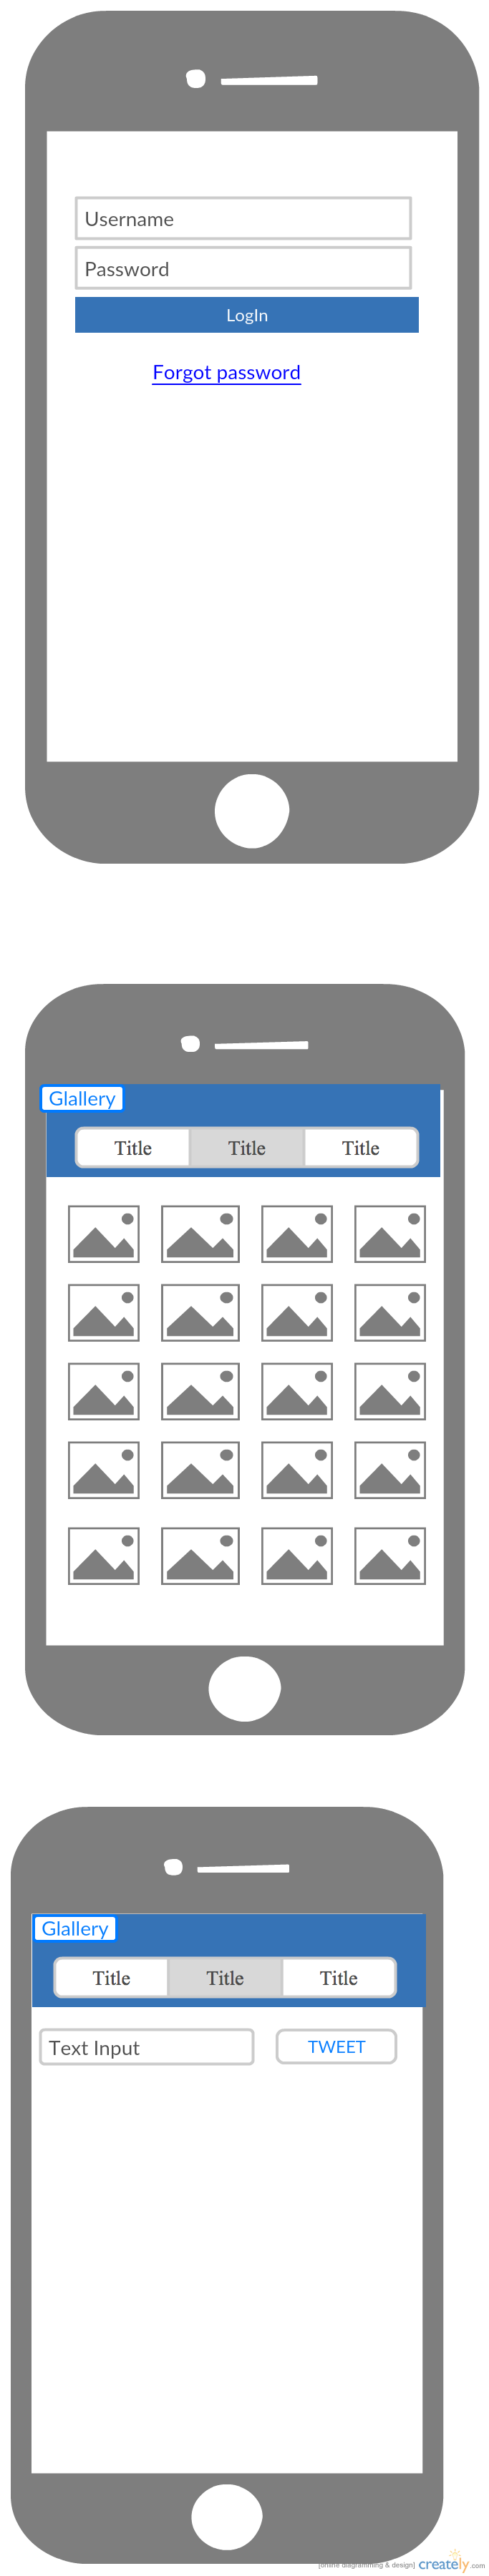 Username
Password
LogIn
Forgot password
Glallery
Title Title Title
Glallery
Title Title Title
Text Input TWEET
[online diagramming & design] creately.com